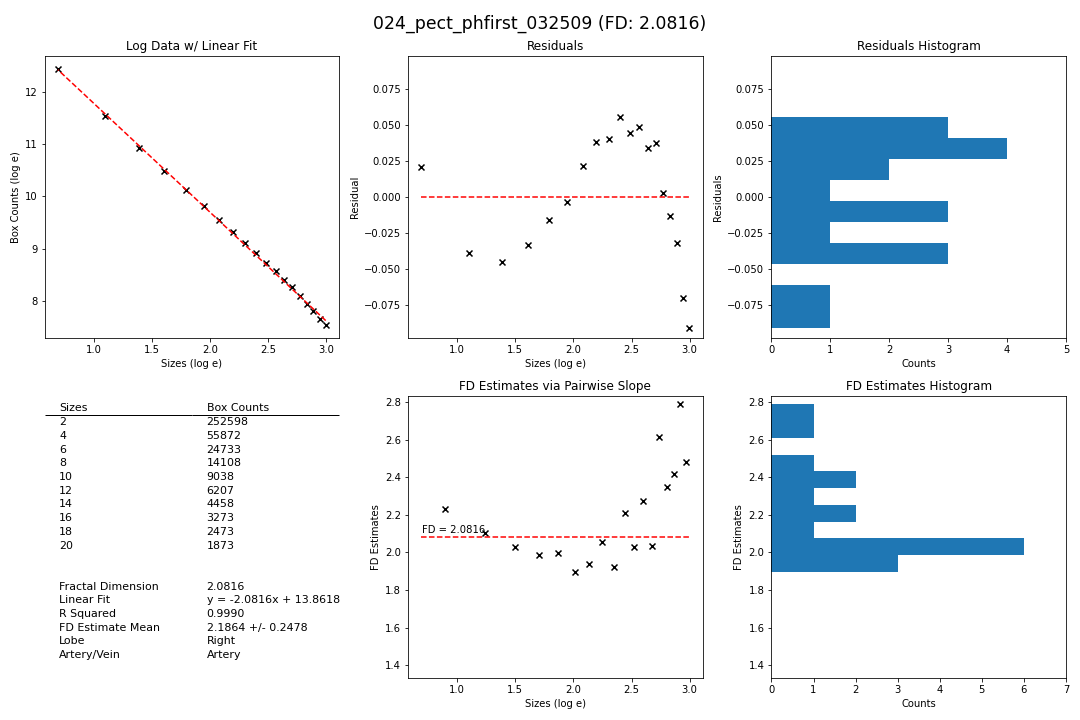 024_pect_phfirst_032509 (FD: 2.0816)
Log Data w/ Linear Fit
Box Counts (log e)
12
11
10
9
8
1.0 1.5 2.0 2.5 3.0
Sizes (log e)
Residuals
Residual
0.075
0.050
0.025
0.000
−0.025
−0.050
−0.075
1.0 1.5 2.0 2.5 3.0
Sizes (log e)
Residuals Histogram
Residuals
0.075
0.050
0.025
0.000
−0.025
−0.050
−0.075
0 1 2 3 4 5
Counts
Sizes Box Counts
2 252598
4 55872
6 24733
8 14108
10 9038
12 6207
14 4458
16 3273
18 2473
20 1873
Fractal Dimension 2.0816
Linear Fit y = -2.0816x + 13.8618
R Squared 0.9990
FD Estimate Mean 2.1864 +/- 0.2478
Lobe Right
Artery/Vein Artery
FD Estimates via Pairwise Slope
FD Estimates
2.8
2.6
2.4
2.2
2.0
1.8
1.6
1.4
FD = 2.0816
1.0 1.5 2.0 2.5 3.0
Sizes (log e)
FD Estimates Histogram
FD Estimates
2.8
2.6
2.4
2.2
2.0
1.8
1.6
1.4
0 1 2 3 4 5 6 7
Counts